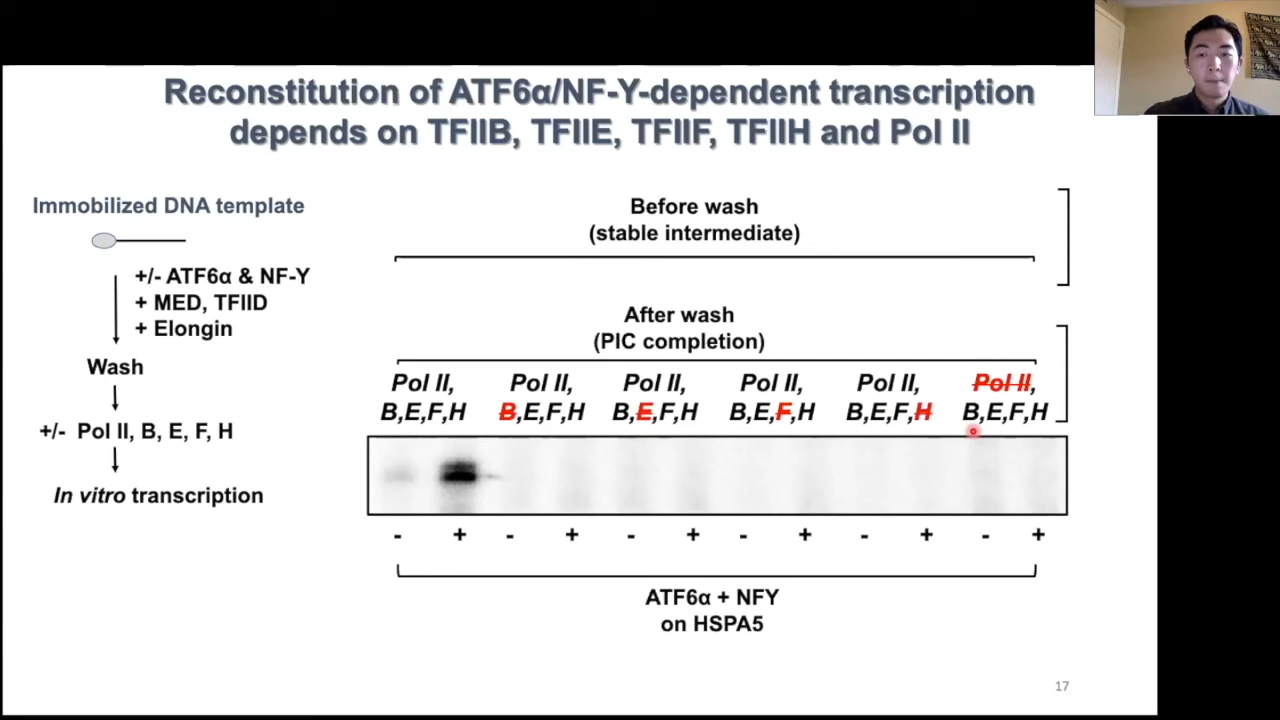 Reconstitution of ATF6α/NF-Y-dependent transcription
depends on TFIIB, TFIIE, TFIIF, TFIIH and Pol II
Immobilized DNA template
+/- ATF6α & NF-Y
+ MED, TFIID
+ Elongin
Wash
+/- Pol II, B, E, F, H
In vitro transcription
Before wash
(stable intermediate)
After wash
(PIC completion)
Pol II, Pol II, Pol II, Pol II, Pol II, Pol II,
B,E,F,H B,E,F,H B,E,F,H B,E,F,H B,E,F,H B,E,F,H
- + - + - + - + - + - +
ATF6α + NFY
on HSPA5
17